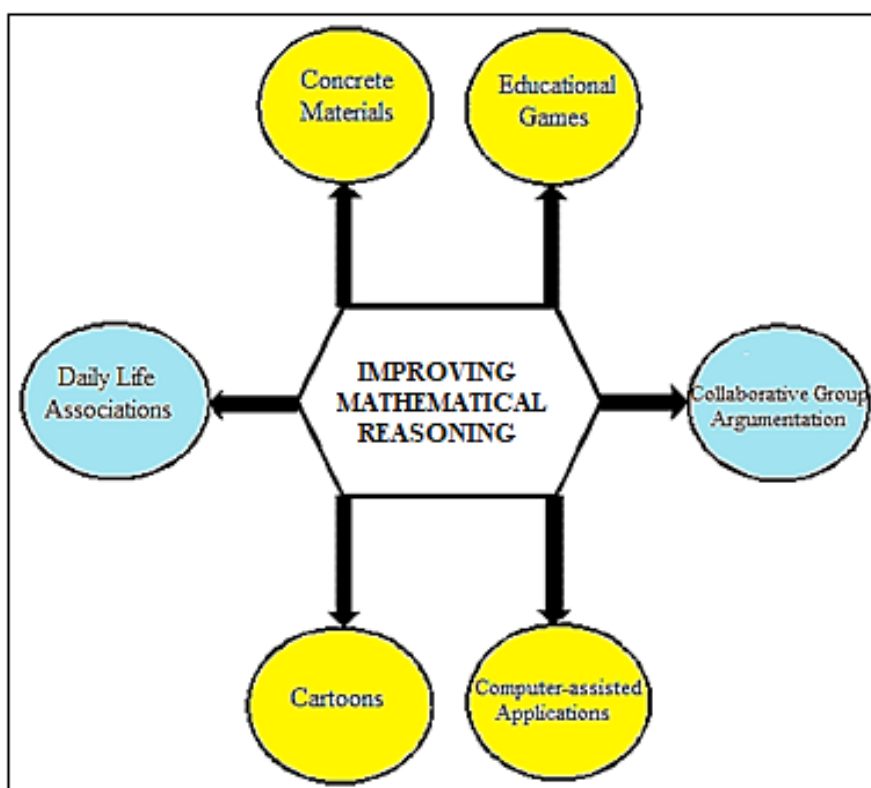 Concrete
Materials
Educational
Games
Daily Life
Associations
IMPROVING
MATHEMATICAL
REASONING
Collaborative Group
Argumentation
Cartoons
Computer-assisted
Applications